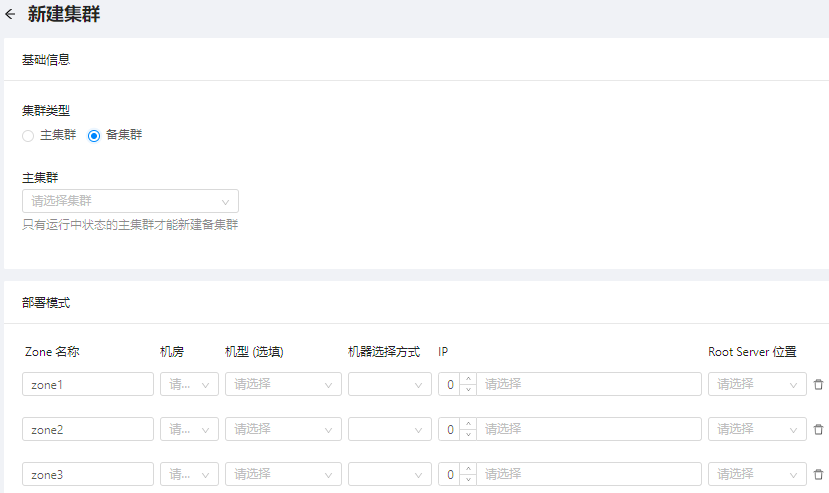 新建集群
基础信息
集群类型
主集群 备集群
主集群
请选择集群
只有运行中状态的主集群才能新建备集群
部署模式
Zone 名称 机房 机型 (选填) 机器选择方式 IP Root Server 位置
zone1 请... 请选择 0 请选择 请选择
zone2 请... 请选择 0 请选择 请选择
zone3 请... 请选择 0 请选择 请选择